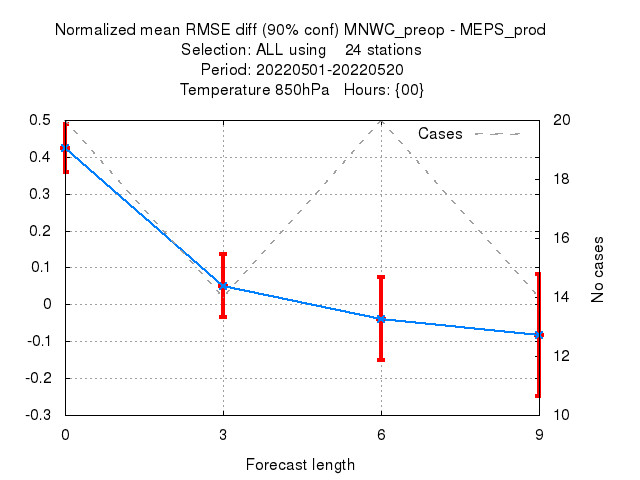 Normalized mean RMSE diff (90% conf) MNWC_preop - MEPS_prod
Selection: ALL using    24 stations
Period: 20220501-20220520
Temperature 850hPa   Hours: {00}
Cases
0.5
0.4
0.3
0.2
0.1
0
-0.1
-0.2
-0.3
20
18
16
14
12
10
No cases
0 3 6 9
Forecast length